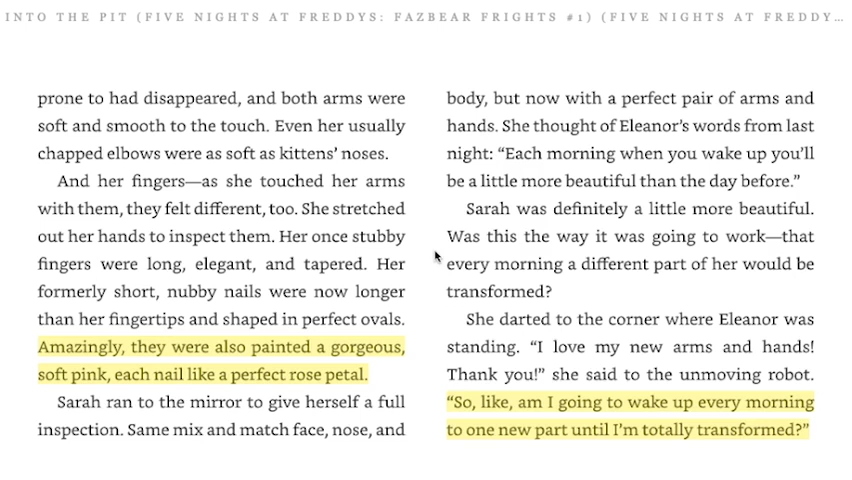 INTO THE PIT (FIVE NIGHTS AT FREDDYS: FAZBEAR FRIGHTS #1) (FIVE NIGHTS AT FREDDY…
prone to had disappeared, and both arms were
soft and smooth to the touch. Even her usually
chapped elbows were as soft as kittens’ noses.
And her fingers—as she touched her arms
with them, they felt different, too. She stretched
out her hands to inspect them. Her once stubby
fingers were long, elegant, and tapered. Her
formerly short, nubby nails were now longer
than her fingertips and shaped in perfect ovals.
Amazingly, they were also painted a gorgeous,
soft pink, each nail like a perfect rose petal.
Sarah ran to the mirror to give herself a full
inspection. Same mix and match face, nose, and
body, but now with a perfect pair of arms and
hands. She thought of Eleanor’s words from last
night: “Each morning when you wake up you’ll
be a little more beautiful than the day before.”
Sarah was definitely a little more beautiful.
Was this the way it was going to work—that
every morning a different part of her would be
transformed?
She darted to the corner where Eleanor was
standing. “I love my new arms and hands!
Thank you!” she said to the unmoving robot.
“So, like, am I going to wake up every morning
to one new part until I’m totally transformed?”